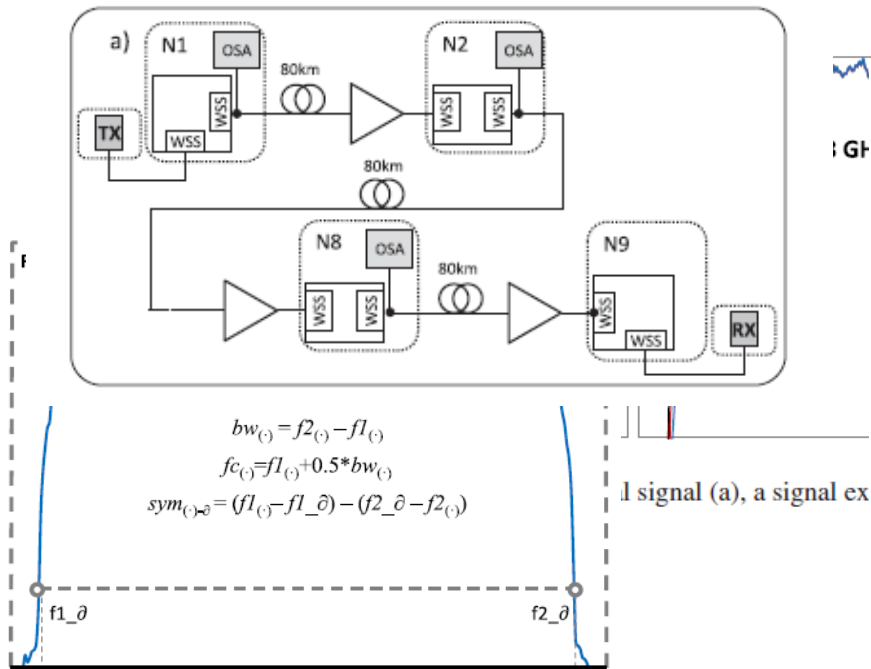 a)
N1
OSA
80km
N2
OSA
WSS
WSS
WSS
WSS
TX
80km
N8
OSA
80km
N9
WSS
WSS
WSS
WSS
RX
bw(·) = f2(·) – f1(·)
fc(·)=f1(·)+0.5*bw(·)
sym(·)-∂ = (f1(·)–f1_∂) – (f2_∂ – f2(·))
f1_∂
f2_∂
signal (a), a signal ex